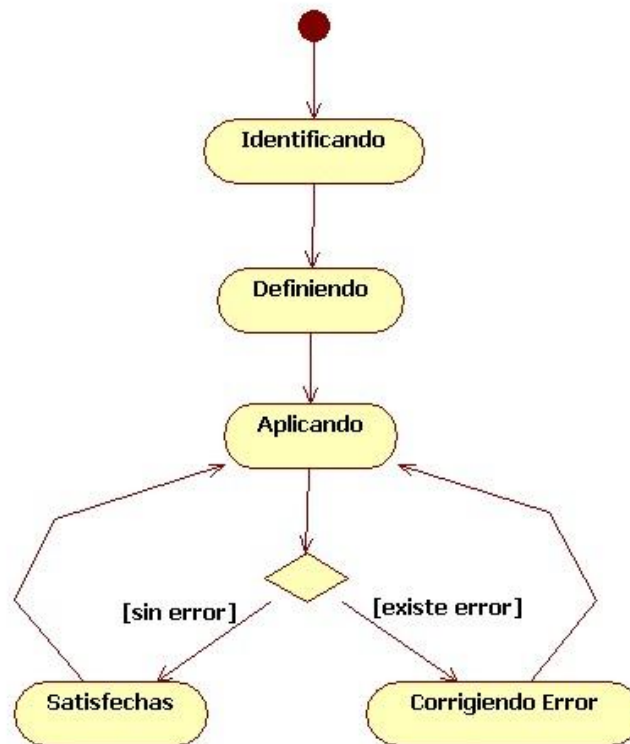 Identificando
Definiendo
Aplicando
[sin error]
[existe error]
Satisfechas
Corrigiendo Error